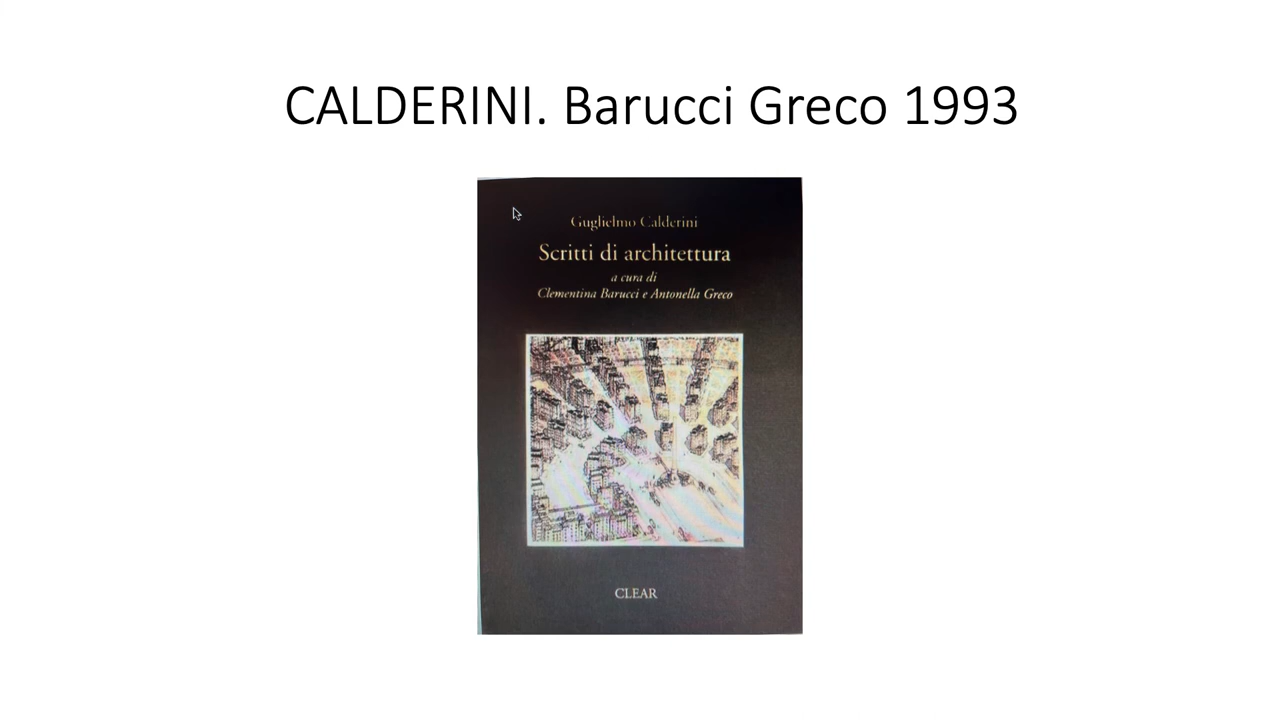 CALDERINI. Barucci Greco 1993
Guglielmo Calderini
Scritti di architettura
a cura di
Clementina Barucci e Antonella Greco
CLEAR